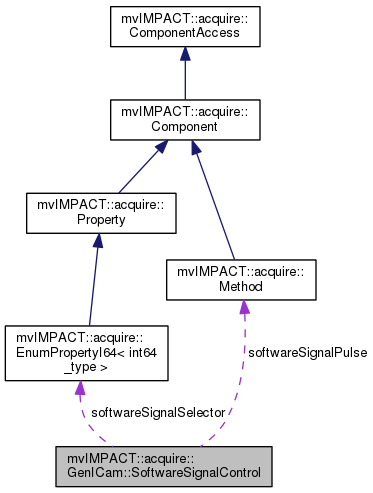 mvIMPACT::acquire::
ComponentAccess
mvIMPACT::acquire::
Component
mvIMPACT::acquire::
Property
mvIMPACT::acquire::
Method
mvIMPACT::acquire::
EnumPropertyI64< int64
_type >
softwareSignalPulse
softwareSignalSelector
mvIMPACT::acquire::
GenICam::SoftwareSignalControl